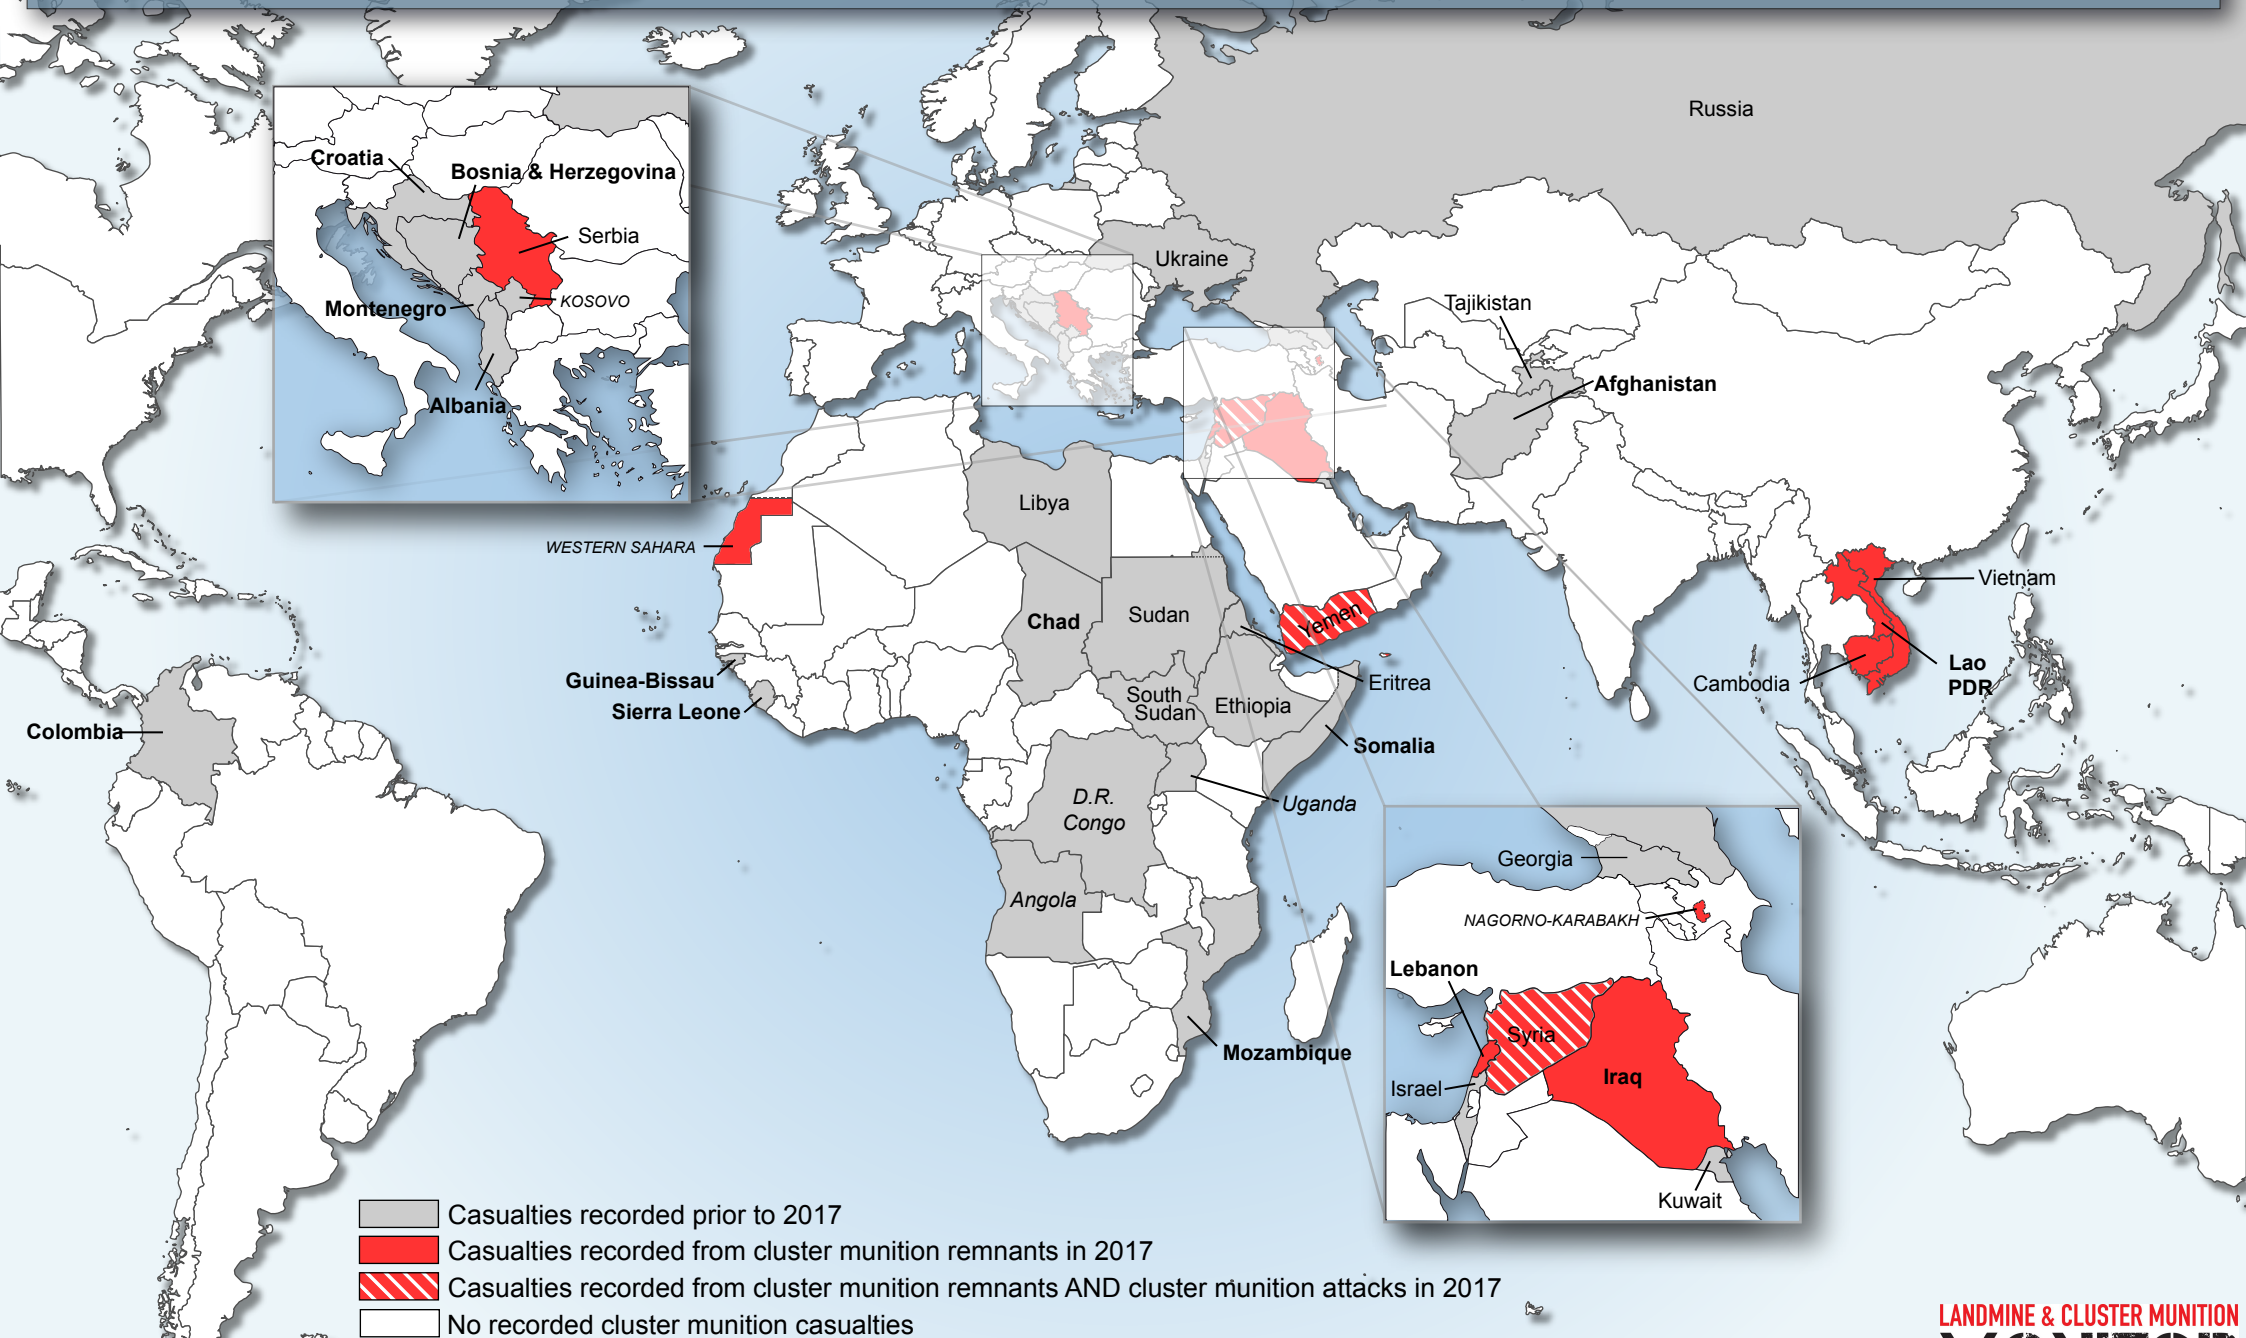 Russia
Croatia
Bosnia & Herzegovina
Serbia
KOSOVO
Montenegro
Albania
Ukraine
Tajikistan
Afghanistan
Libya
WESTERN SAHARA
Chad
Sudan
Yemen
Vietnam
Guinea-Bissau
Sierra Leone
South
Sudan
Ethiopia
Eritrea
Cambodia
Lao
PDR
Colombia
Somalia
D.R.
Congo
Uganda
Angola
Georgia
NAGORNO-KARABAKH
Lebanon
Syria
Mozambique
Iraq
Israel
Kuwait
Casualties recorded prior to 2017
Casualties recorded from cluster munition remnants in 2017
Casualties recorded from cluster munition remnants AND cluster munition attacks in 2017
No recorded cluster munition casualties
LANDMINE & CLUSTER MUNITION